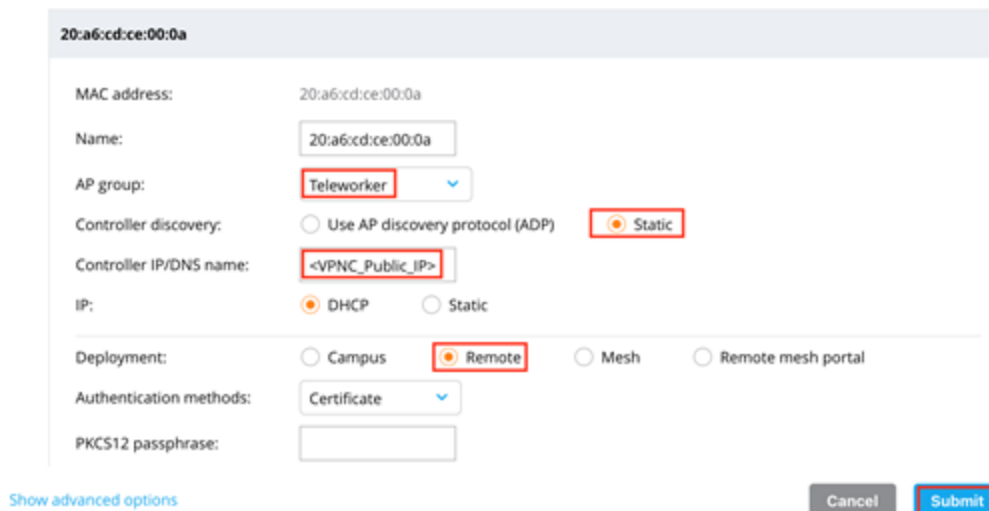 20:a6:cd:ce:00:0a
MAC address: 20:a6:cd:ce:00:0a
Name: 20:a6:cd:ce:00:0a
AP group: Teleworker
Controller discovery: Use AP discovery protocol (ADP) Static
Controller IP/DNS name: <VPNC_Public_IP>
IP: DHCP Static
Deployment: Campus Remote Mesh Remote mesh portal
Authentication methods: Certificate
PKCS12 passphrase:
Show advanced options Cancel Submit